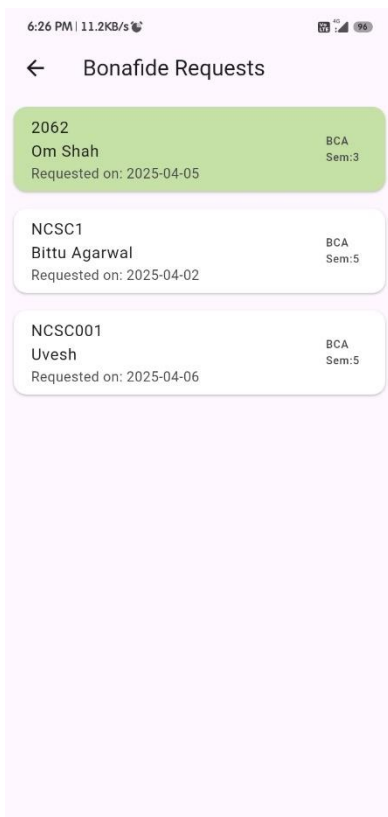 6:26 PM | 11.2KB/s
4G 96
Bonafide Requests
2062
Om Shah
Requested on: 2025-04-05
BCA
Sem:3
NCSC1
Bittu Agarwal
Requested on: 2025-04-02
BCA
Sem:5
NCSC001
Uvesh
Requested on: 2025-04-06
BCA
Sem:5